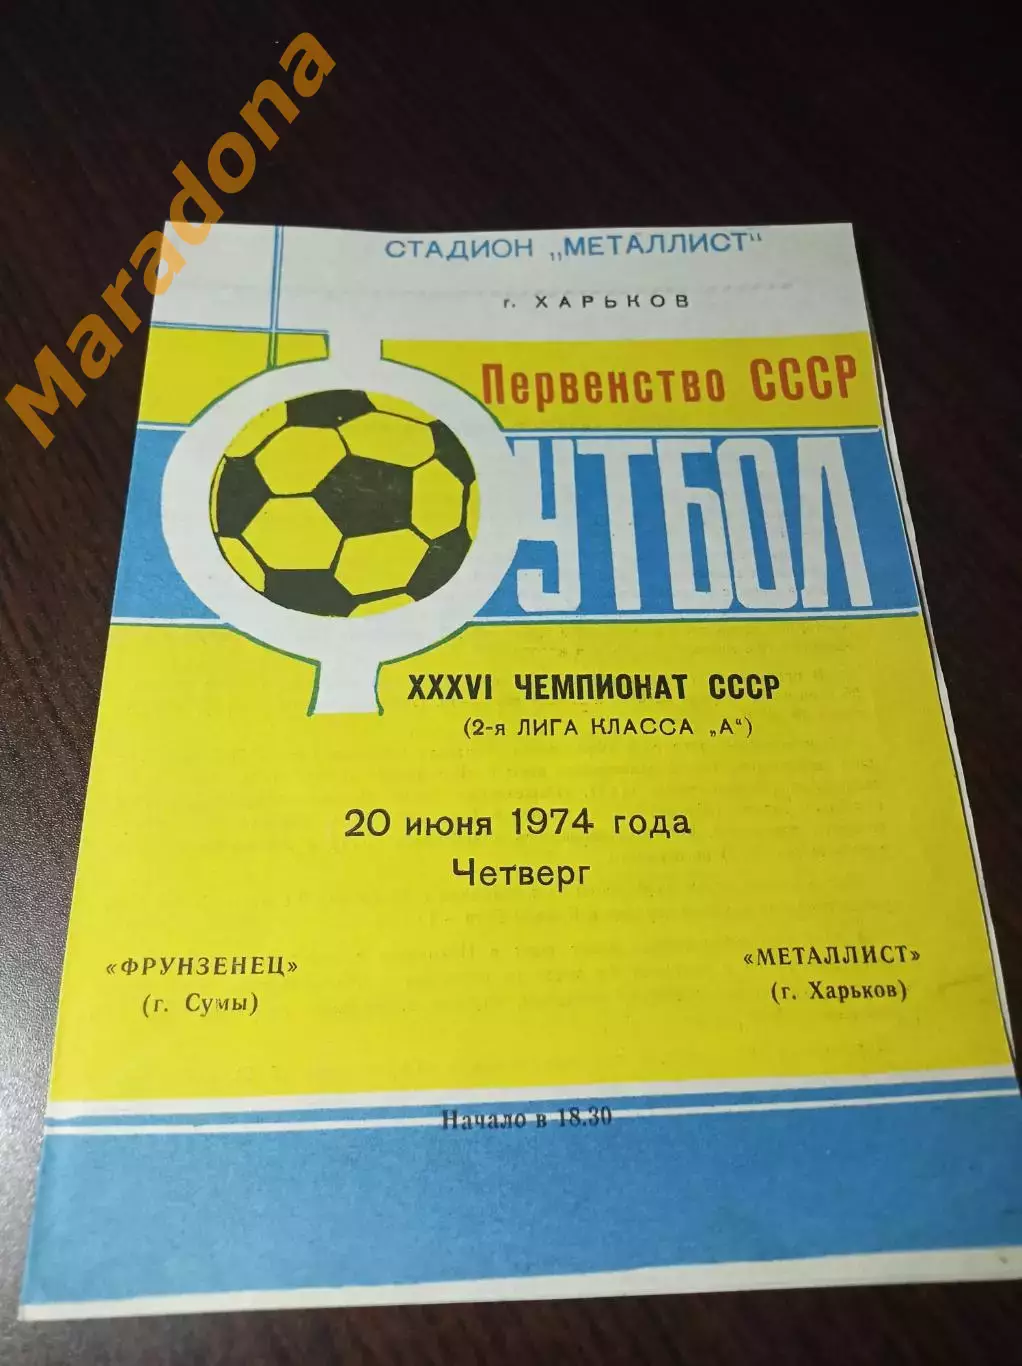 Maradona
СТАДИОН „МЕТАЛЛИСТ“
г. ХАРЬКОВ
Первенство СССР
ФУТБОЛ
XXXVI ЧЕМПИОНАТ СССР
(2-я ЛИГА КЛАССА „А“)
20 июня 1974 года
Четверг
«ФРУНЗЕНЕЦ»
(г. Сумы)
«МЕТАЛЛИСТ»
(г. Харьков)
Начало в 18.30